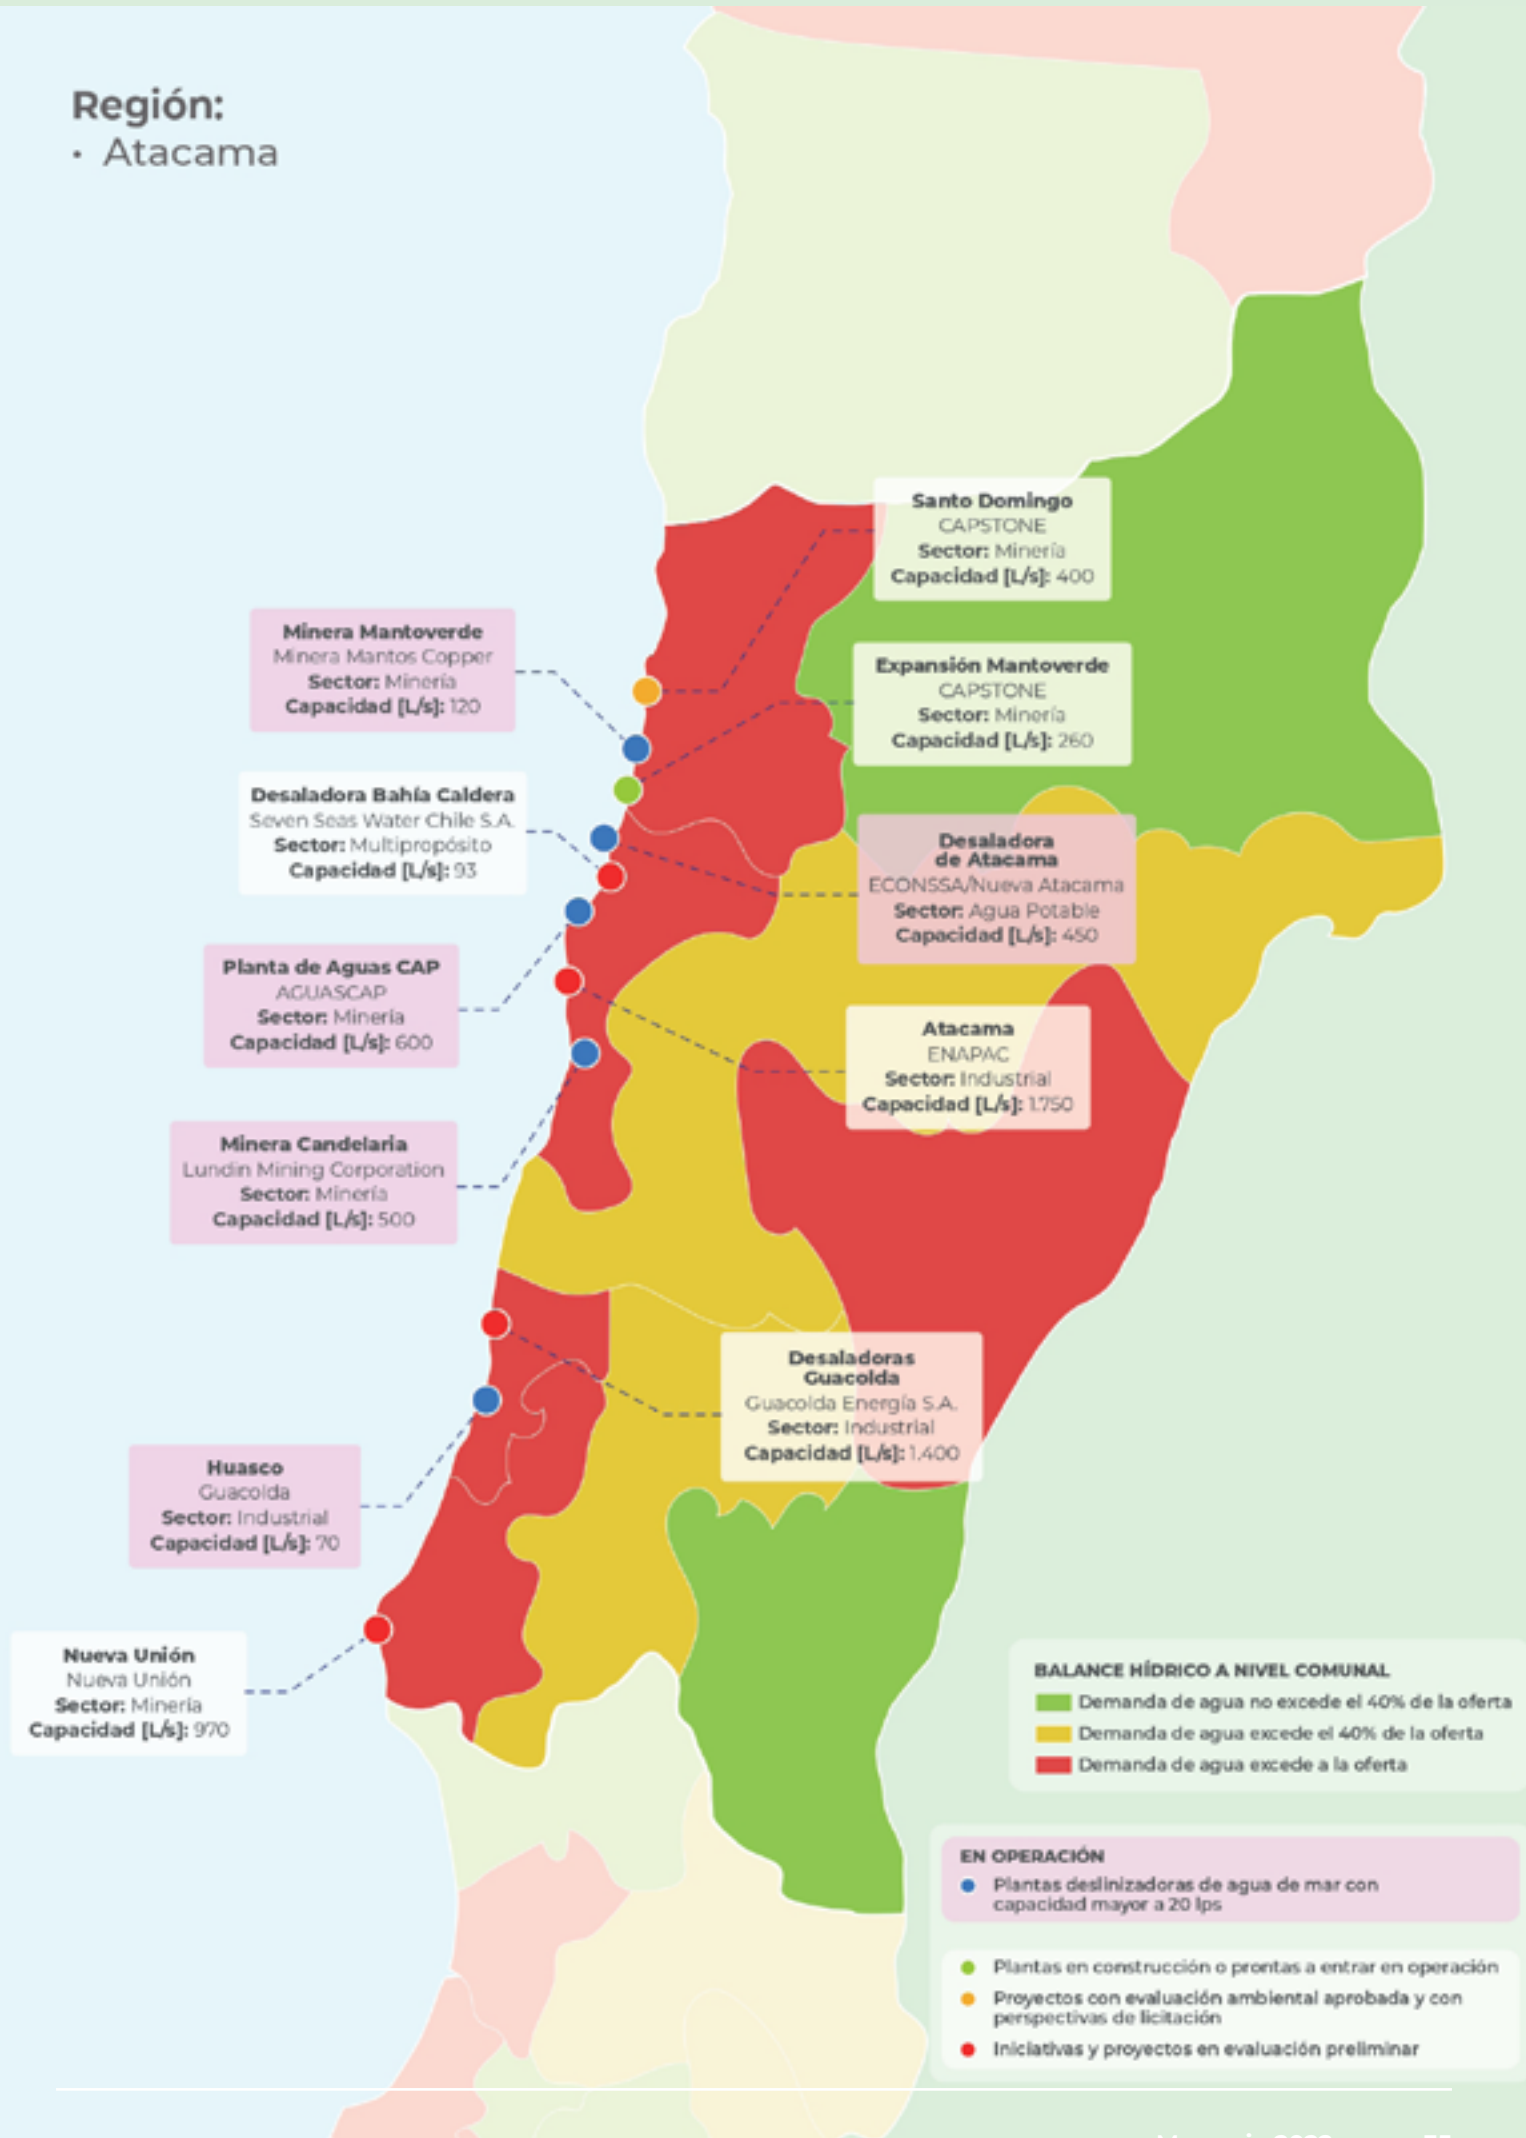 Región:
• Atacama
Santo Domingo
CAPSTONE
Sector: Minería
Capacidad [L/s]: 400
Minera Mantoverde
Minera Mantos Copper
Sector: Minería
Capacidad [L/s]: 120
Expansión Mantoverde
CAPSTONE
Sector: Minería
Capacidad [L/s]: 260
Desaladora Bahía Caldera
Seven Seas Water Chile S.A.
Sector: Multipropósito
Capacidad [L/s]: 93
Desaladora
de Atacama
ECONSSA/Nueva Atacama
Sector: Agua Potable
Capacidad [L/s]: 450
Planta de Aguas CAP
AGUASCAP
Sector: Minería
Capacidad [L/s]: 600
Atacama
ENAPAC
Sector: Industrial
Capacidad [L/s]: 1.750
Minera Candelaria
Lundin Mining Corporation
Sector: Minería
Capacidad [L/s]: 500
Desaladoras
Guacolda
Guacolda Energía S.A.
Sector: Industrial
Capacidad [L/s]: 1.400
Huasco
Guacolda
Sector: Industrial
Capacidad [L/s]: 70
Nueva Unión
Nueva Unión
Sector: Minería
Capacidad [L/s]: 970
BALANCE HÍDRICO A NIVEL COMUNAL
Demanda de agua no excede el 40% de la oferta
Demanda de agua excede el 40% de la oferta
Demanda de agua excede a la oferta
EN OPERACIÓN
Plantas deslinizadoras de agua de mar con
capacidad mayor a 20 lps
Plantas en construcción o prontas a entrar en operación
Proyectos con evaluación ambiental aprobada y con
perspectivas de licitación
Iniciativas y proyectos en evaluación preliminar